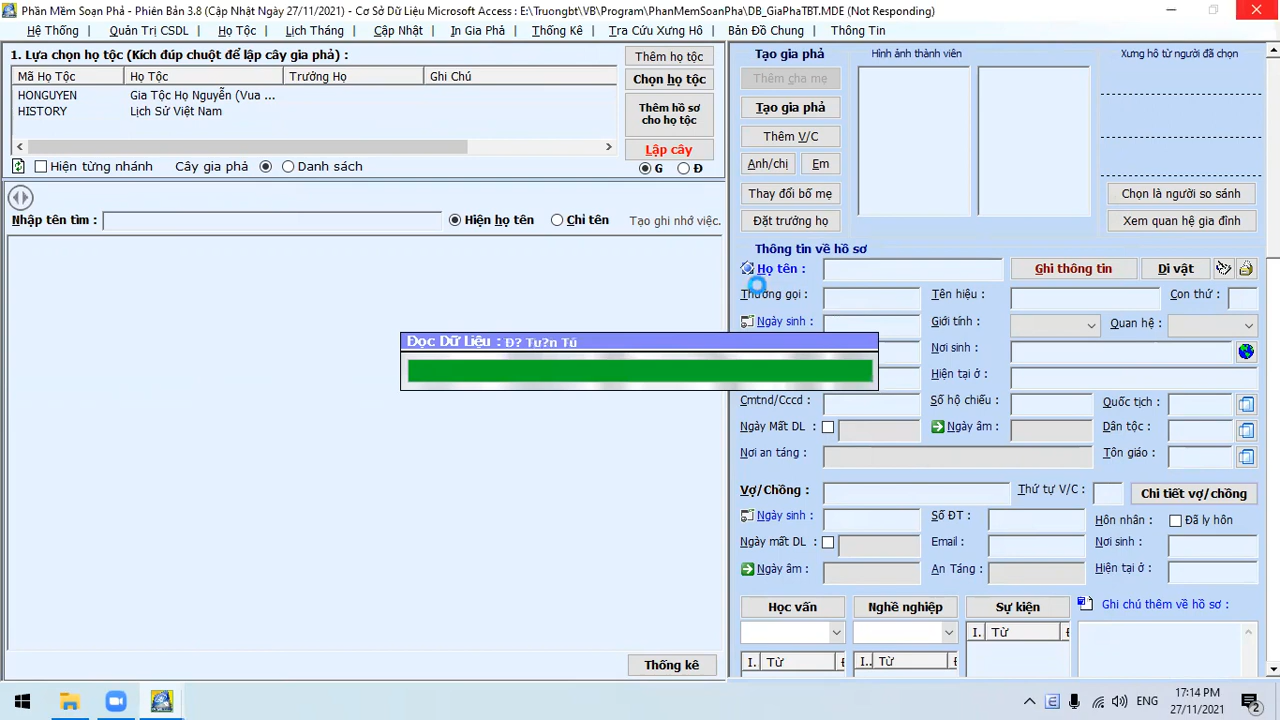 Phần Mềm Soạn Phả - Phiên Bản 3.8 (Cập Nhật Ngày 27/11/2021) - Cơ Sở Dữ Liệu Microsoft Access : E:\Truongbt\VB\Program\PhanMemSoanPha\DB_GiaPhaTBT.MDE (Not Responding)
Hệ Thống Quản Trị CSDL Họ Tộc Lịch Tháng Cập Nhật In Gia Phả Thống Kê Tra Cứu Xưng Hô Bản Đồ Chung Thông Tin
1. Lựa chọn họ tộc (Kích đúp chuột để lập cây gia phả) :
Mã Họ Tộc Họ Tộc Trưởng Họ Ghi Chú
HONGUYEN Gia Tộc Họ Nguyễn (Vua ...
HISTORY Lịch Sử Việt Nam
Thêm họ tộc
Chọn họ tộc
Thêm hồ sơ
cho họ tộc
Lập cây
Hiện từng nhánh Cây gia phả Danh sách G Đ
Nhập tên tìm : Hiện họ tên Chỉ tên Tạo ghi nhớ việc.
Thống kê
Đọc Dữ Liệu : Đ? Tư?n Tũ
Tạo gia phả
Thêm cha mẹ
Tạo gia phả
Thêm V/C
Anh/chị Em
Thay đổi bố mẹ
Đặt trưởng họ
Hình ảnh thành viên
Xưng hô từ người đã chọn
Chọn là người so sánh
Xem quan hệ gia đình
Thông tin về hồ sơ
Họ tên : Ghi thông tin Di vật
Thường gọi : Tên hiệu : Con thứ :
Ngày sinh : Giới tính : Quan hệ :
Nơi sinh :
Hiện tại ở :
Cmtnd/Cccd : Số hộ chiếu : Quốc tịch :
Ngày Mất DL : Ngày âm : Dân tộc :
Nơi an táng : Tôn giáo :
Vợ/Chồng : Thứ tự V/C : Chi tiết vợ/chồng
Ngày sinh : Số ĐT : Hôn nhân : Đã ly hôn
Ngày mất DL : Email : Nơi sinh :
Ngày âm : An Táng : Hiện tại ở :
Học vấn Nghề nghiệp Sự kiện Ghi chú thêm về hồ sơ :
I. Từ
I. Từ I.. Từ
ENG
17:14 PM
27/11/2021
2